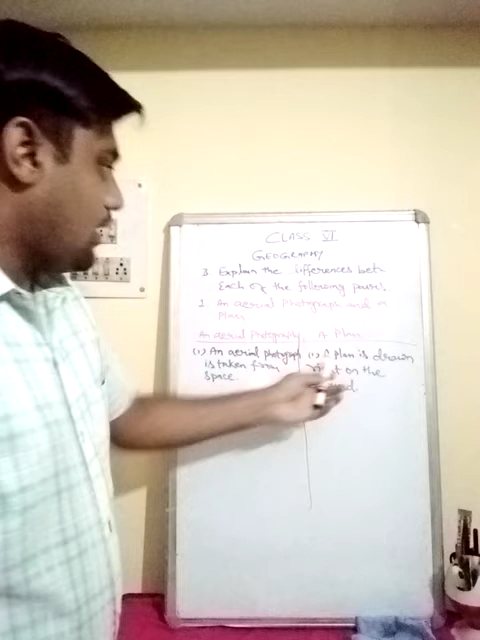 CLASS VI
GEOGRAPHY
3. Explain the Differences betn
Each of the following pairs.
1 An aerial Photograph and a
Plan
An aerial Photograph A Plan
(1) An aerial photograph
is taken from
space.
(1) A Plan is drawn
on the